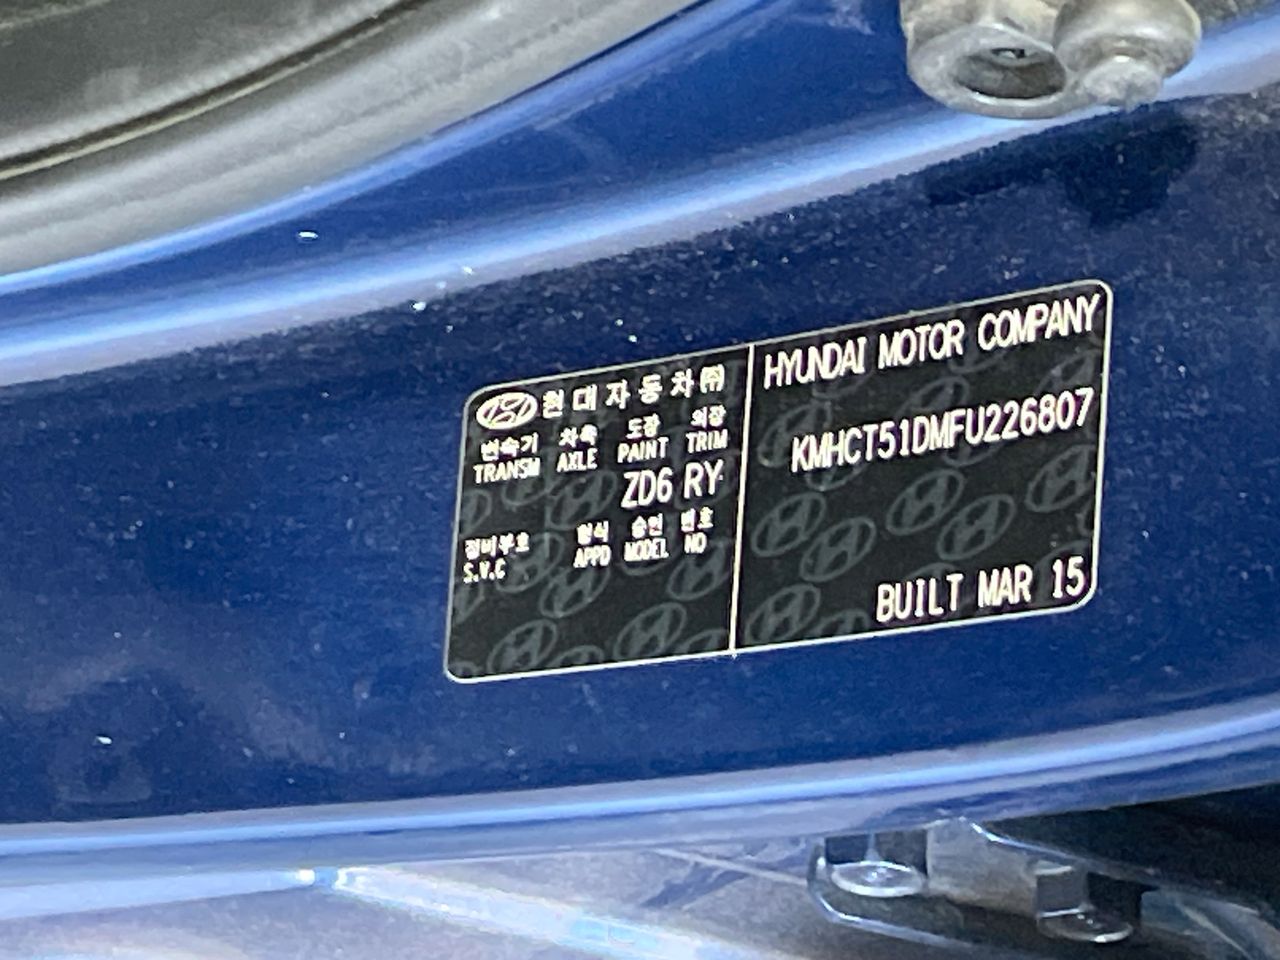 현대자동차㈜
변속기 차축 도장 외장
TRANSM AXLE PAINT TRIM
ZD6 RY
정비부호 형식 승인 번호
S.V.C APPD MODEL NO
HYUNDAI MOTOR COMPANY
KMHCT51DMFU226807
BUILT MAR 15